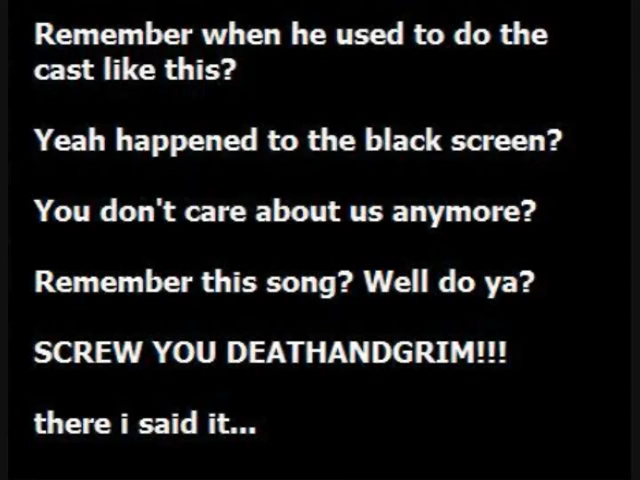 Remember when he used to do the
cast like this?
Yeah happened to the black screen?
You don't care about us anymore?
Remember this song? Well do ya?
SCREW YOU DEATHANDGRIM!!!
there i said it...